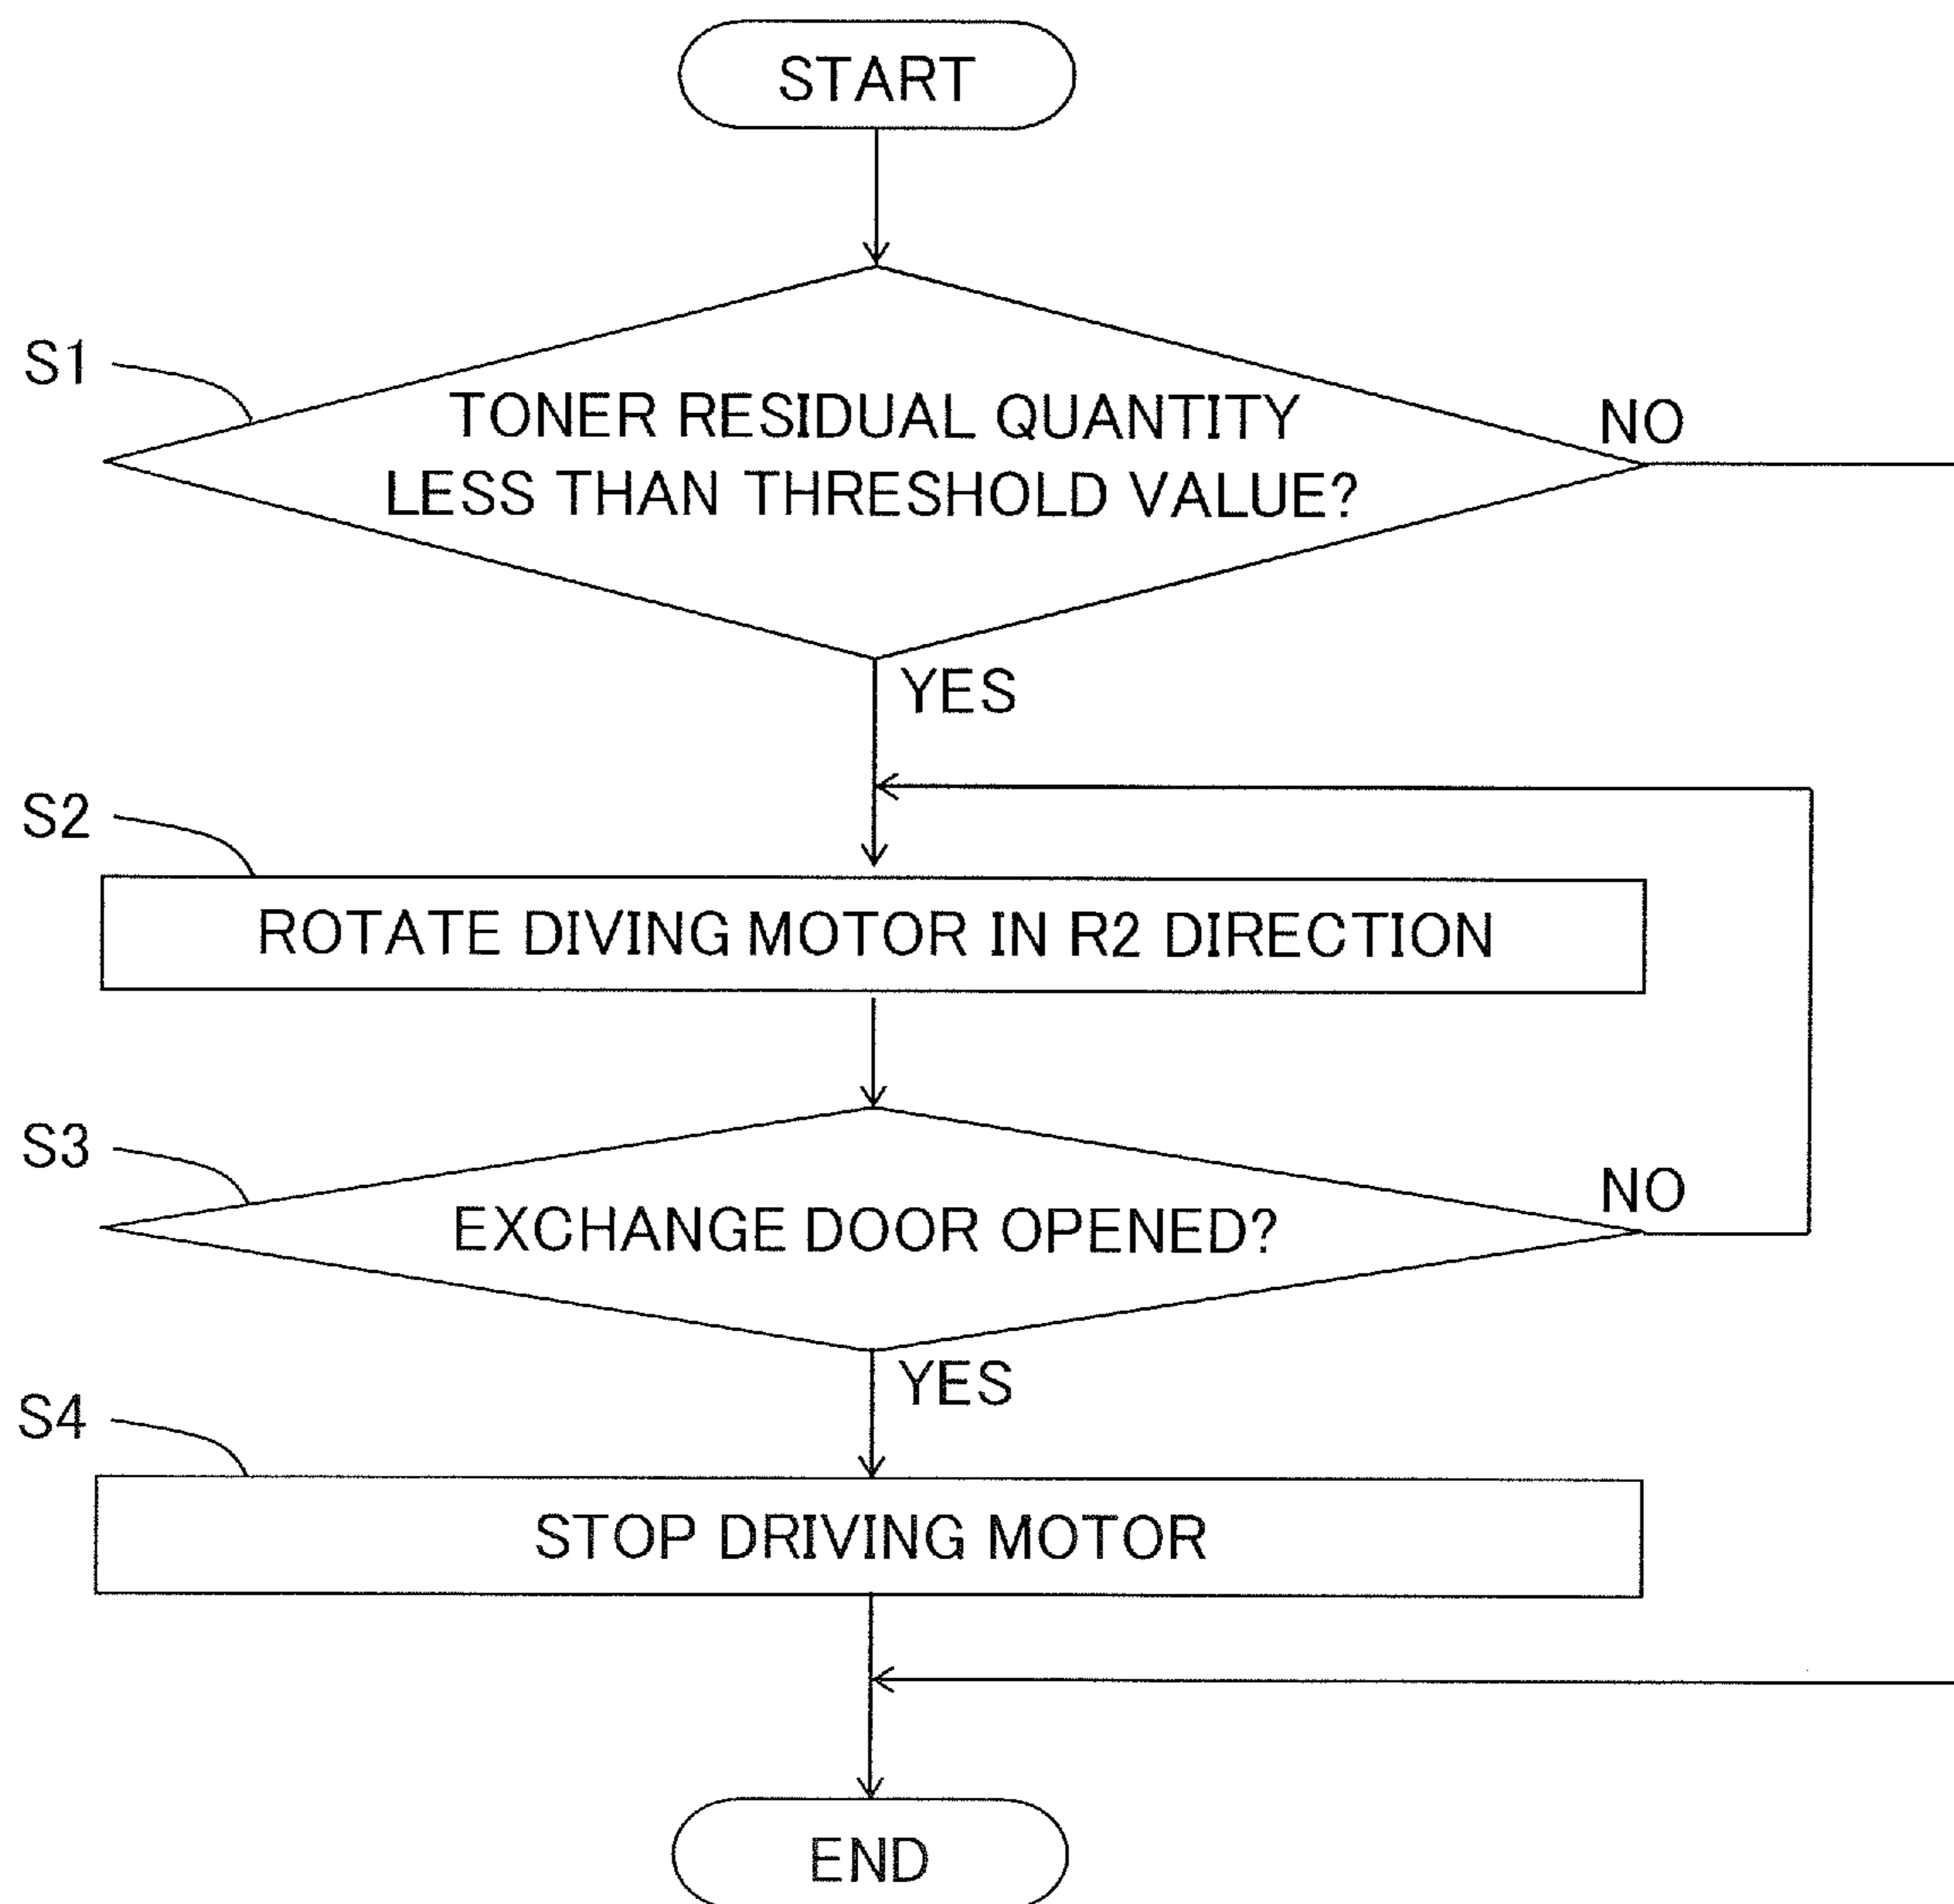 START
S1
TONER RESIDUAL QUANTITY
LESS THAN THRESHOLD VALUE?
NO
YES
S2
ROTATE DIVING MOTOR IN R2 DIRECTION
S3
EXCHANGE DOOR OPENED?
NO
YES
S4
STOP DRIVING MOTOR
END